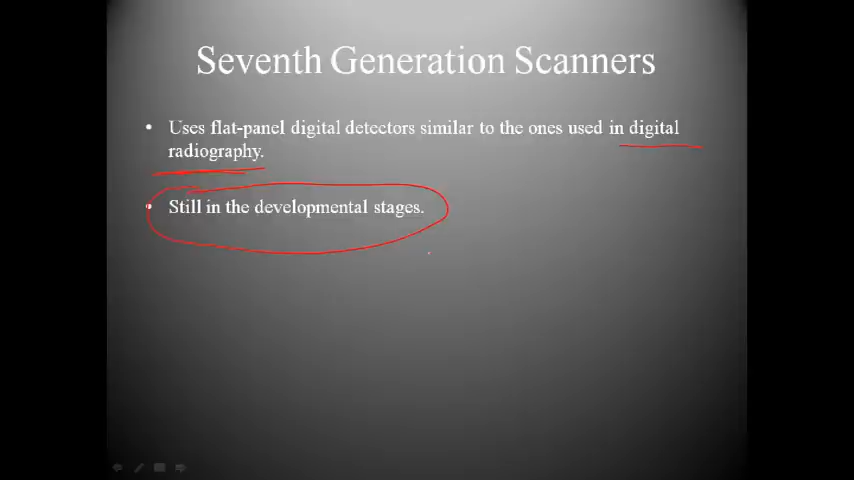 Seventh Generation Scanners
• Uses flat-panel digital detectors similar to the ones used in digital
radiography.
• Still in the developmental stages.